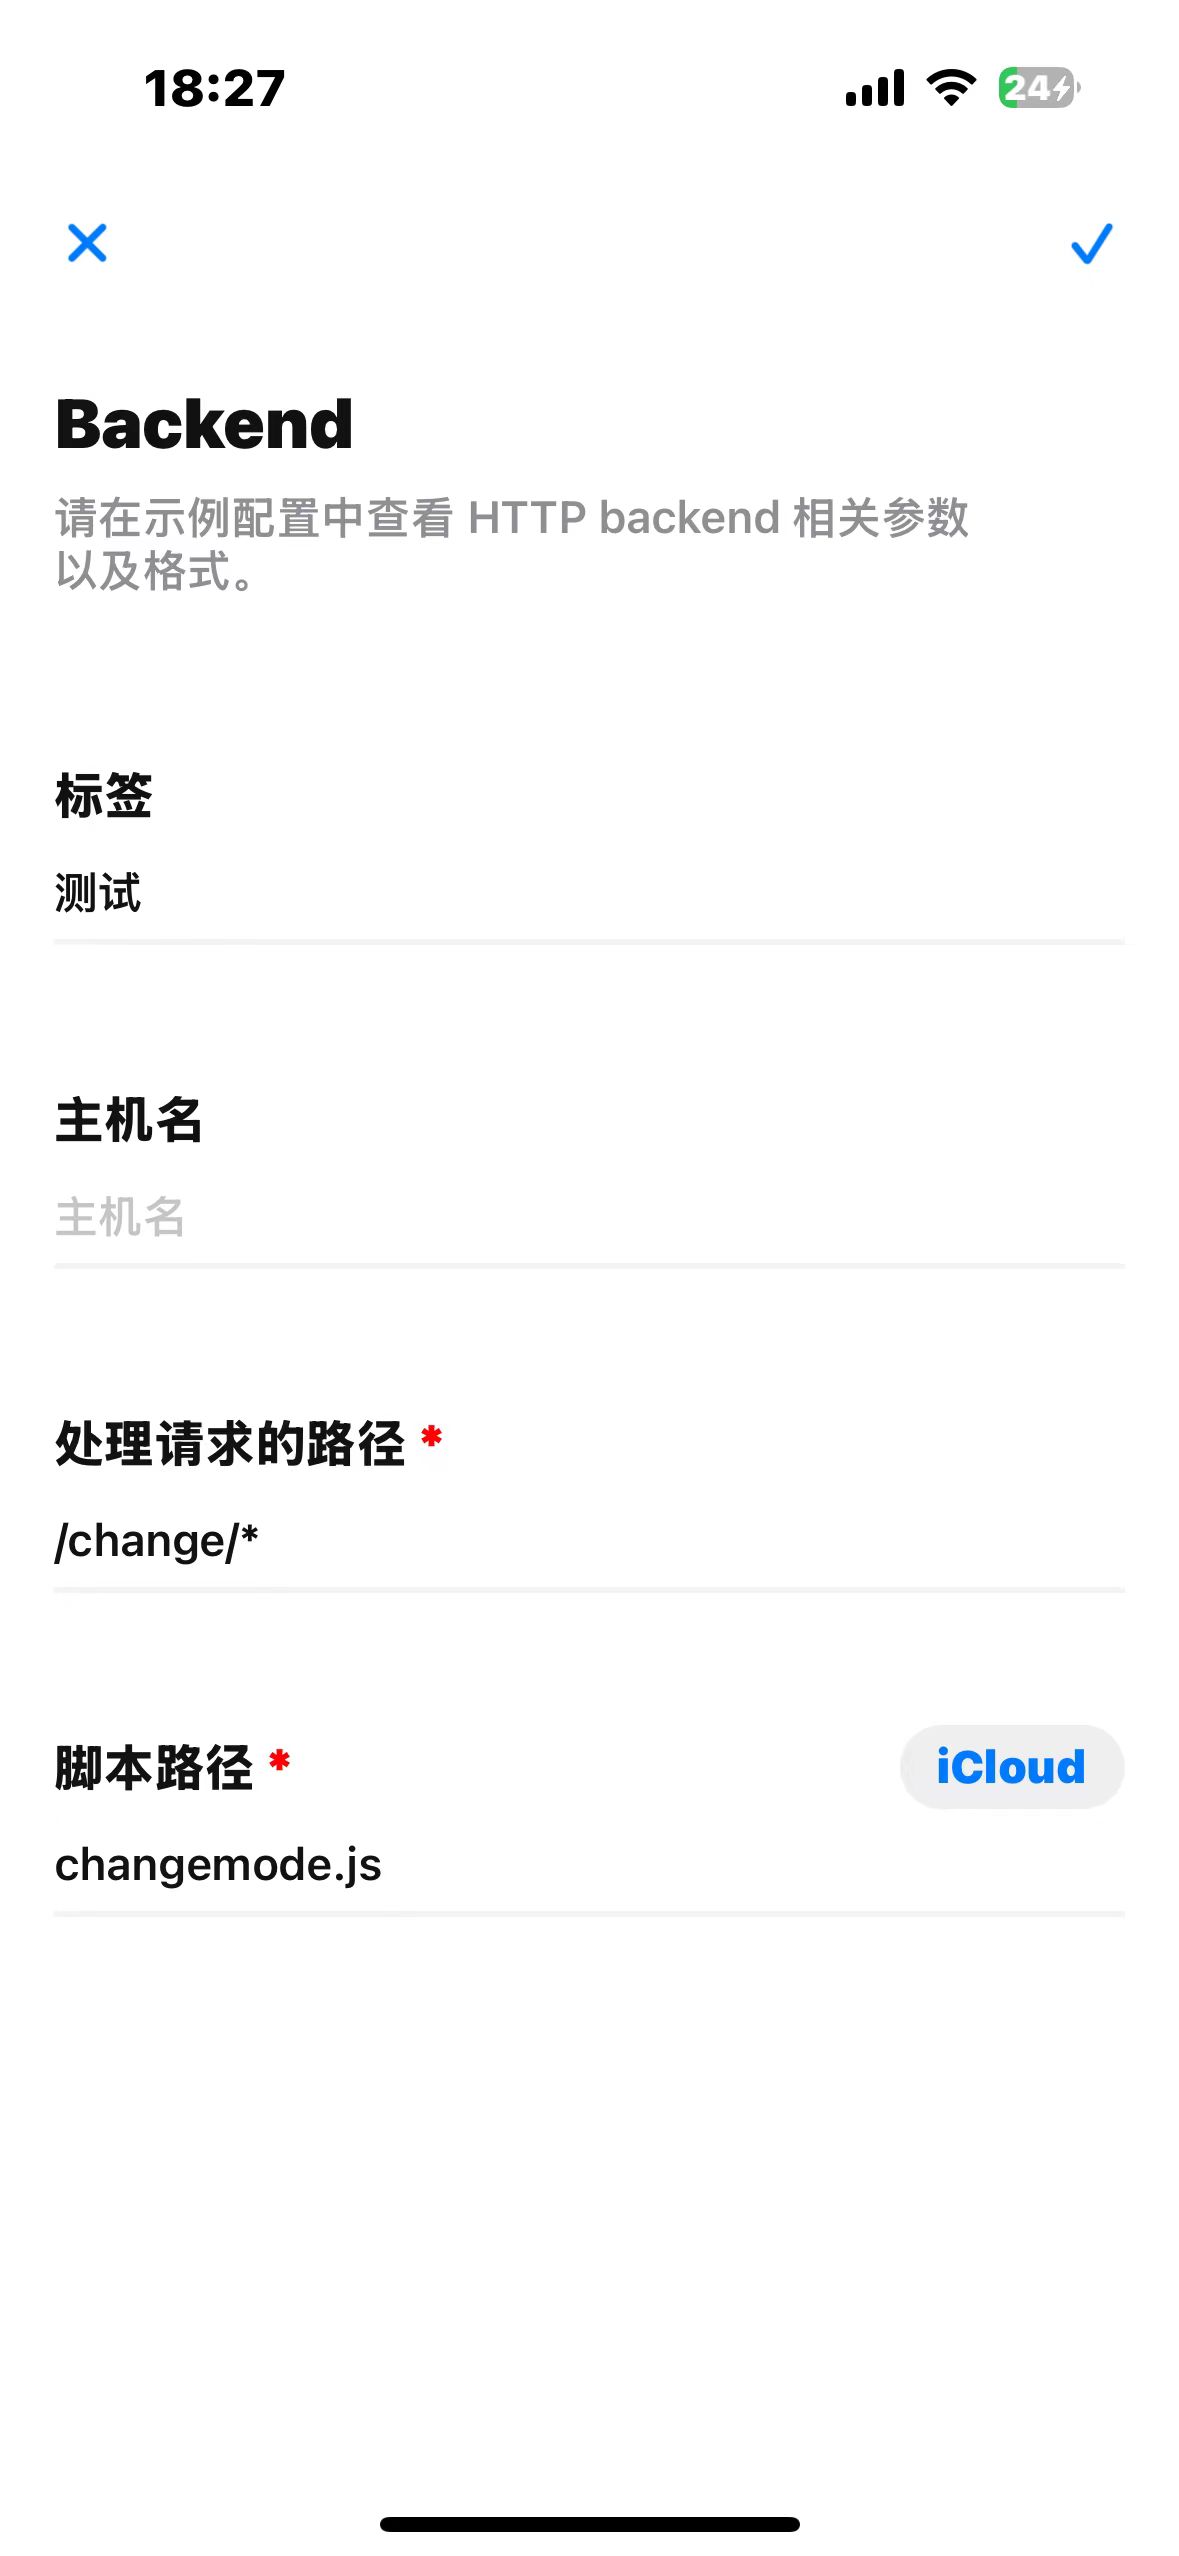 18:27
24
Backend
请在示例配置中查看 HTTP backend 相关参数
以及格式。
标签
测试
主机名
主机名
处理请求的路径 *
/change/*
脚本路径 *
iCloud
changemode.js